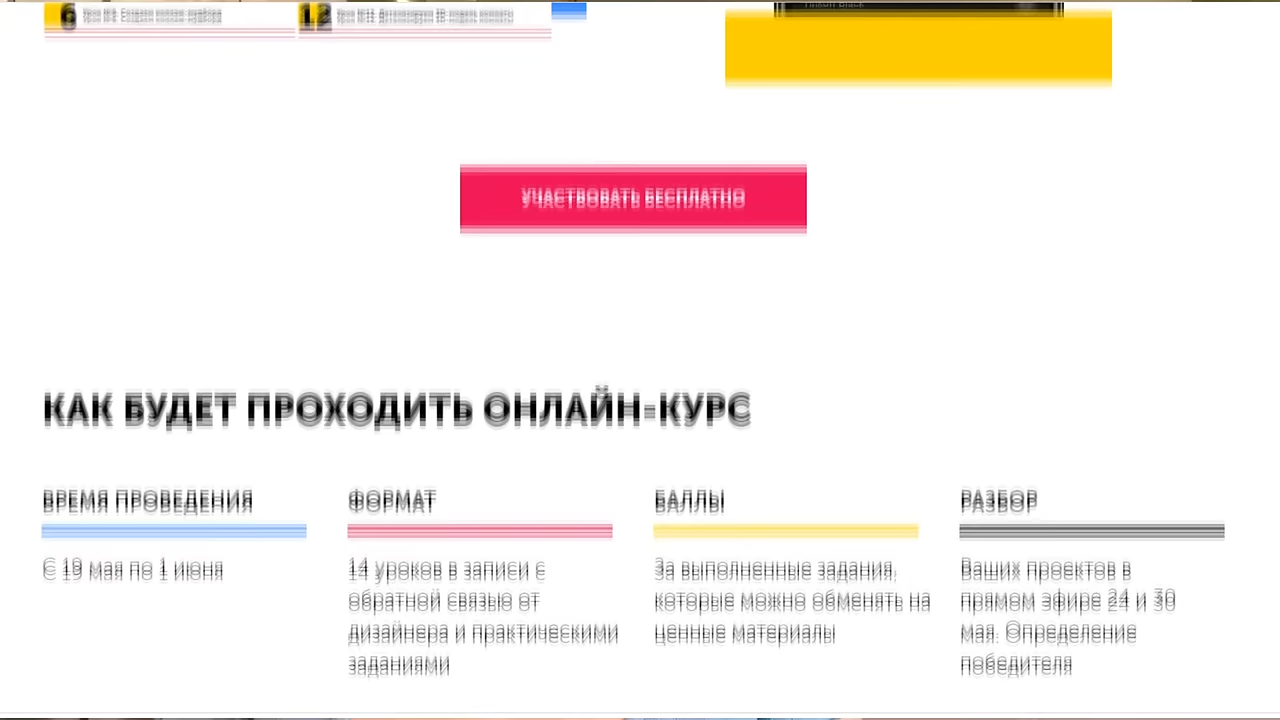 6
12
УЧАСТВОВАТЬ БЕСПЛАТНО
КАК БУДЕТ ПРОХОДИТЬ ОНЛАЙН-КУРС
ВРЕМЯ ПРОВЕДЕНИЯ
С 19 мая по 1 июня
ФОРМАТ
14 уроков в записи с
обратной связью от
дизайнера и практическими
заданиями
БАЛЛЫ
За выполненные задания,
которые можно обменять на
ценные материалы
РАЗБОР
Ваших проектов в
прямом эфире 24 и 30
мая. Определение
победителя